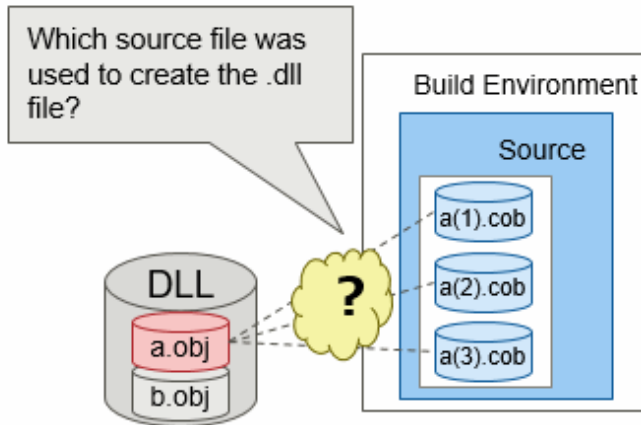 Which source file was
used to create the .dll
file?
Build Environment
Source
a(1).cob
a(2).cob
a(3).cob
?
DLL
a.obj
b.obj